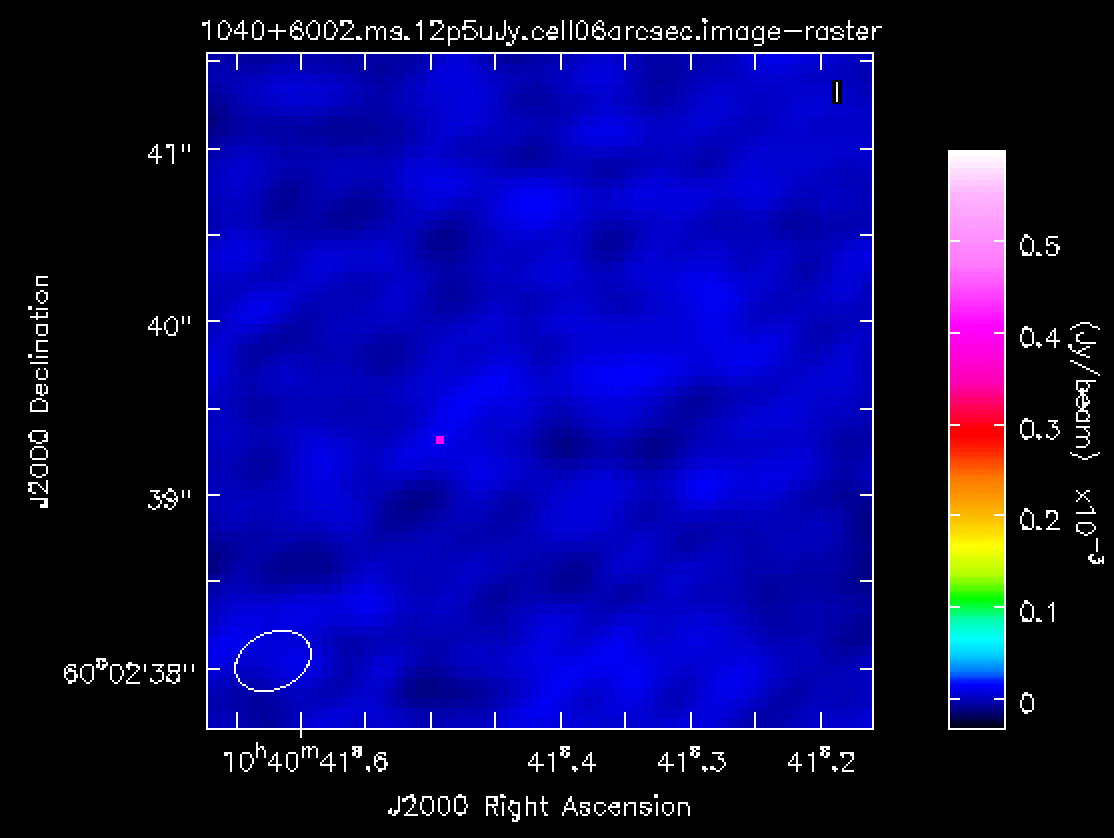 1040+6002.ms.12p5uJy.cell06arcsec.image-raster
I
41"
40"
39"
60°02'38"
J2000 Declination
10h40m41s.6
41s.4
41s.3
41s.2
J2000 Right Ascension
0.5
0.4
0.3
0.2
0.1
0
(Jy/beam) x10-3